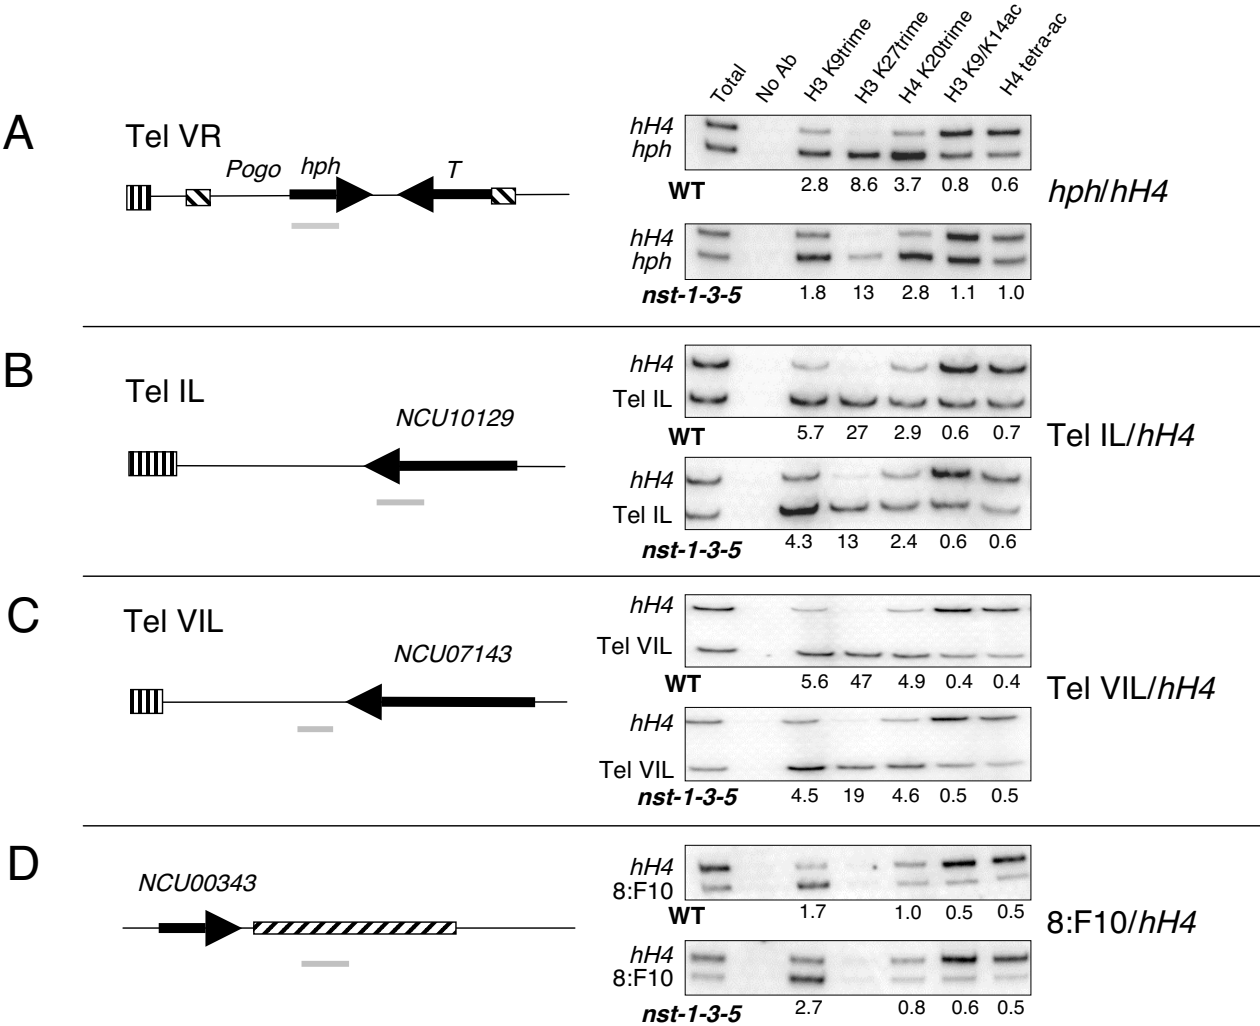 Total
No Ab
H3 K9trime
H3 K27trime
H4 K20trime
H3 K9/K14ac
H4 tetra-ac
A
Tel VR
Pogo hph T
hH4
hph
WT 2.8 8.6 3.7 0.8 0.6
hph/hH4
hH4
hph
nst-1-3-5 1.8 13 2.8 1.1 1.0
B
Tel IL
NCU10129
hH4
Tel IL
WT 5.7 27 2.9 0.6 0.7
Tel IL/hH4
hH4
Tel IL
nst-1-3-5 4.3 13 2.4 0.6 0.6
C
Tel VIL
NCU07143
hH4
Tel VIL
WT 5.6 47 4.9 0.4 0.4
Tel VIL/hH4
hH4
Tel VIL
nst-1-3-5 4.5 19 4.6 0.5 0.5
D
NCU00343
hH4
8:F10
WT 1.7 1.0 0.5 0.5
8:F10/hH4
hH4
8:F10
nst-1-3-5 2.7 0.8 0.6 0.5